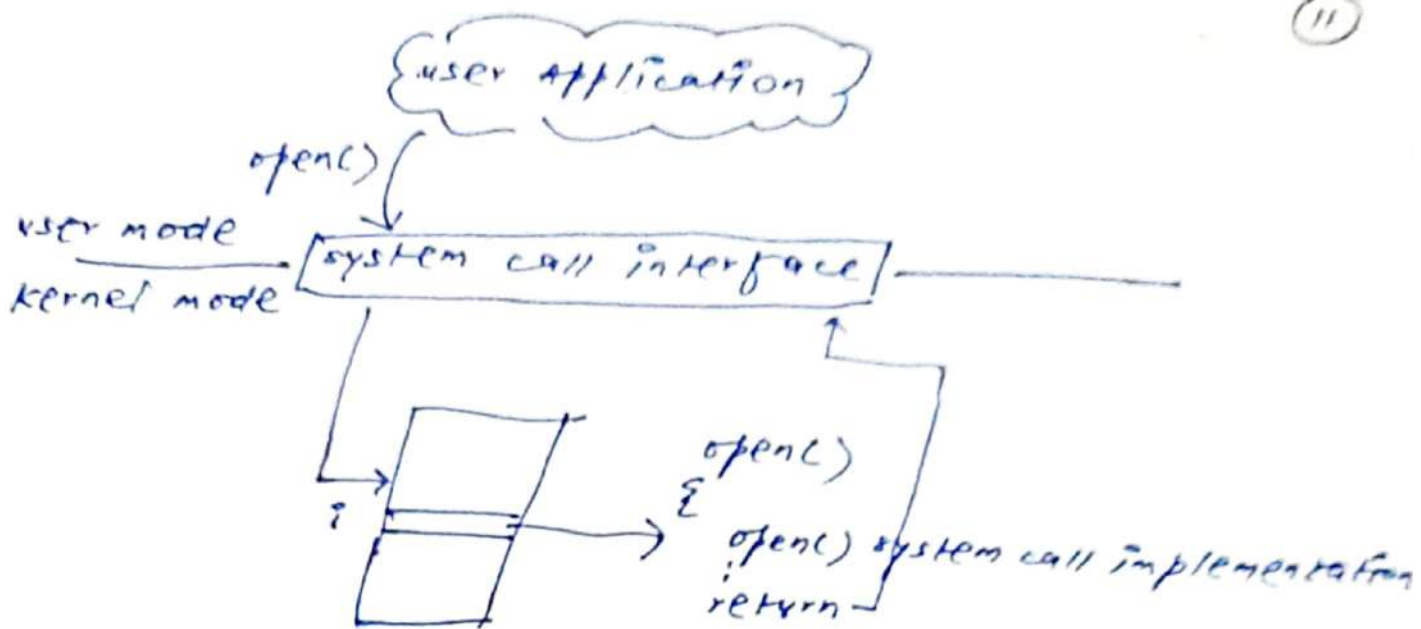 11
user Application
open()
user mode
system call interface
kernel mode
open()
i
{
open() system call implementation
:
return